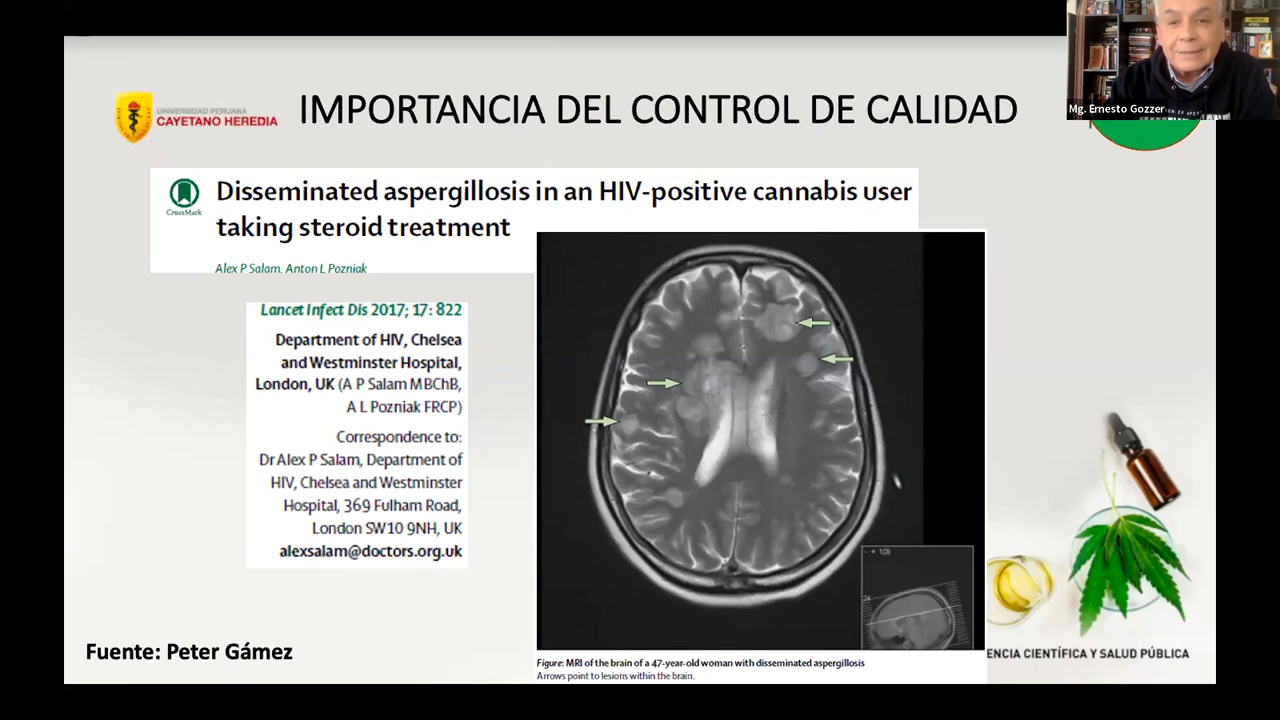 Mg. Ernesto Gozzer
UNIVERSIDAD PERUANA
CAYETANO HEREDIA
IMPORTANCIA DEL CONTROL DE CALIDAD
CrossMark
Disseminated aspergillosis in an HIV-positive cannabis user
taking steroid treatment
Alex P Salam, Anton L Pozniak
Lancet Infect Dis 2017; 17: 822
Department of HIV, Chelsea
and Westminster Hospital,
London, UK (A P Salam MBChB,
A L Pozniak FRCP)
Correspondence to:
Dr Alex P Salam, Department of
HIV, Chelsea and Westminster
Hospital, 369 Fulham Road,
London SW10 9NH, UK
alexsalam@doctors.org.uk
Fuente: Peter Gámez
Figure: MRI of the brain of a 47-year-old woman with disseminated aspergillosis
Arrows point to lesions within the brain.
ENCIA CIENTÍFICA Y SALUD PÚBLICA